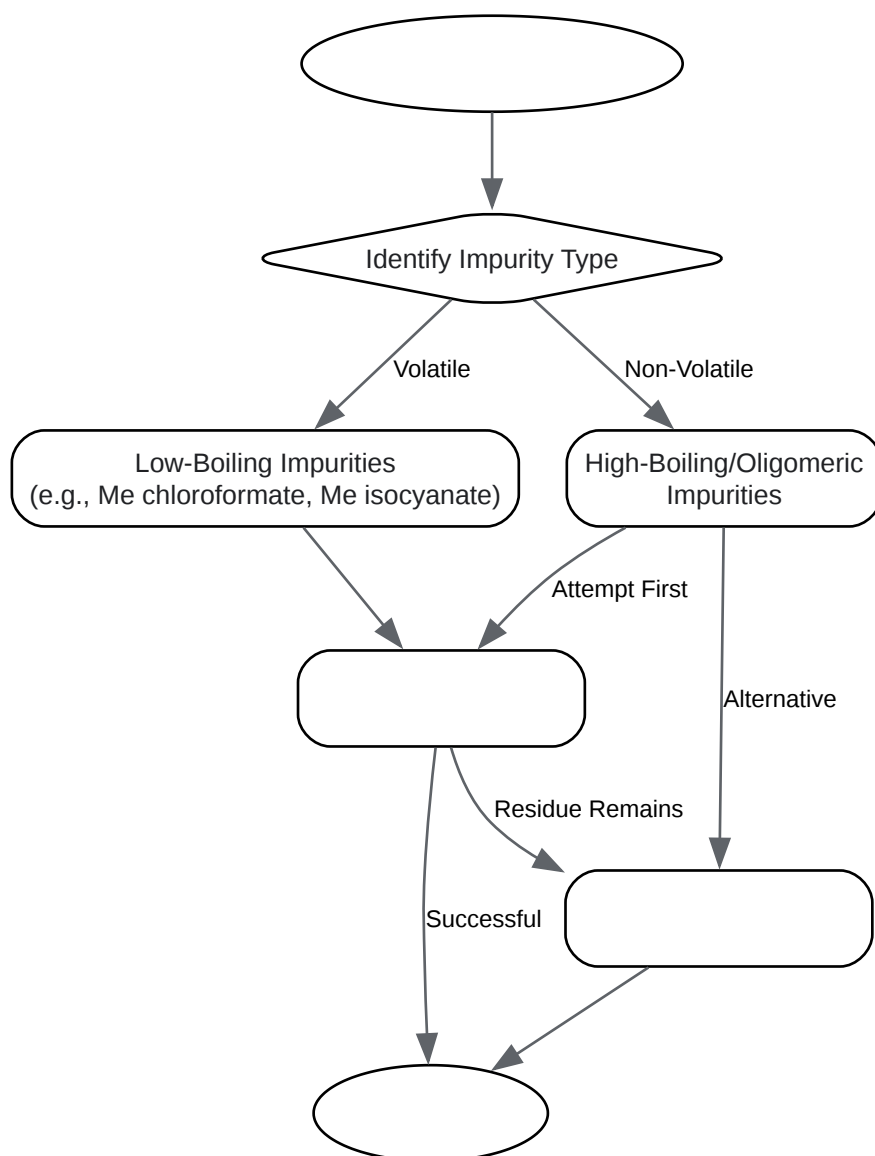 Identify Impurity Type
Volatile
Non-Volatile
Low-Boiling Impurities
(e.g., Me chloroformate, Me isocyanate)
High-Boiling/Oligomeric
Impurities
Attempt First
Alternative
Residue Remains
Successful